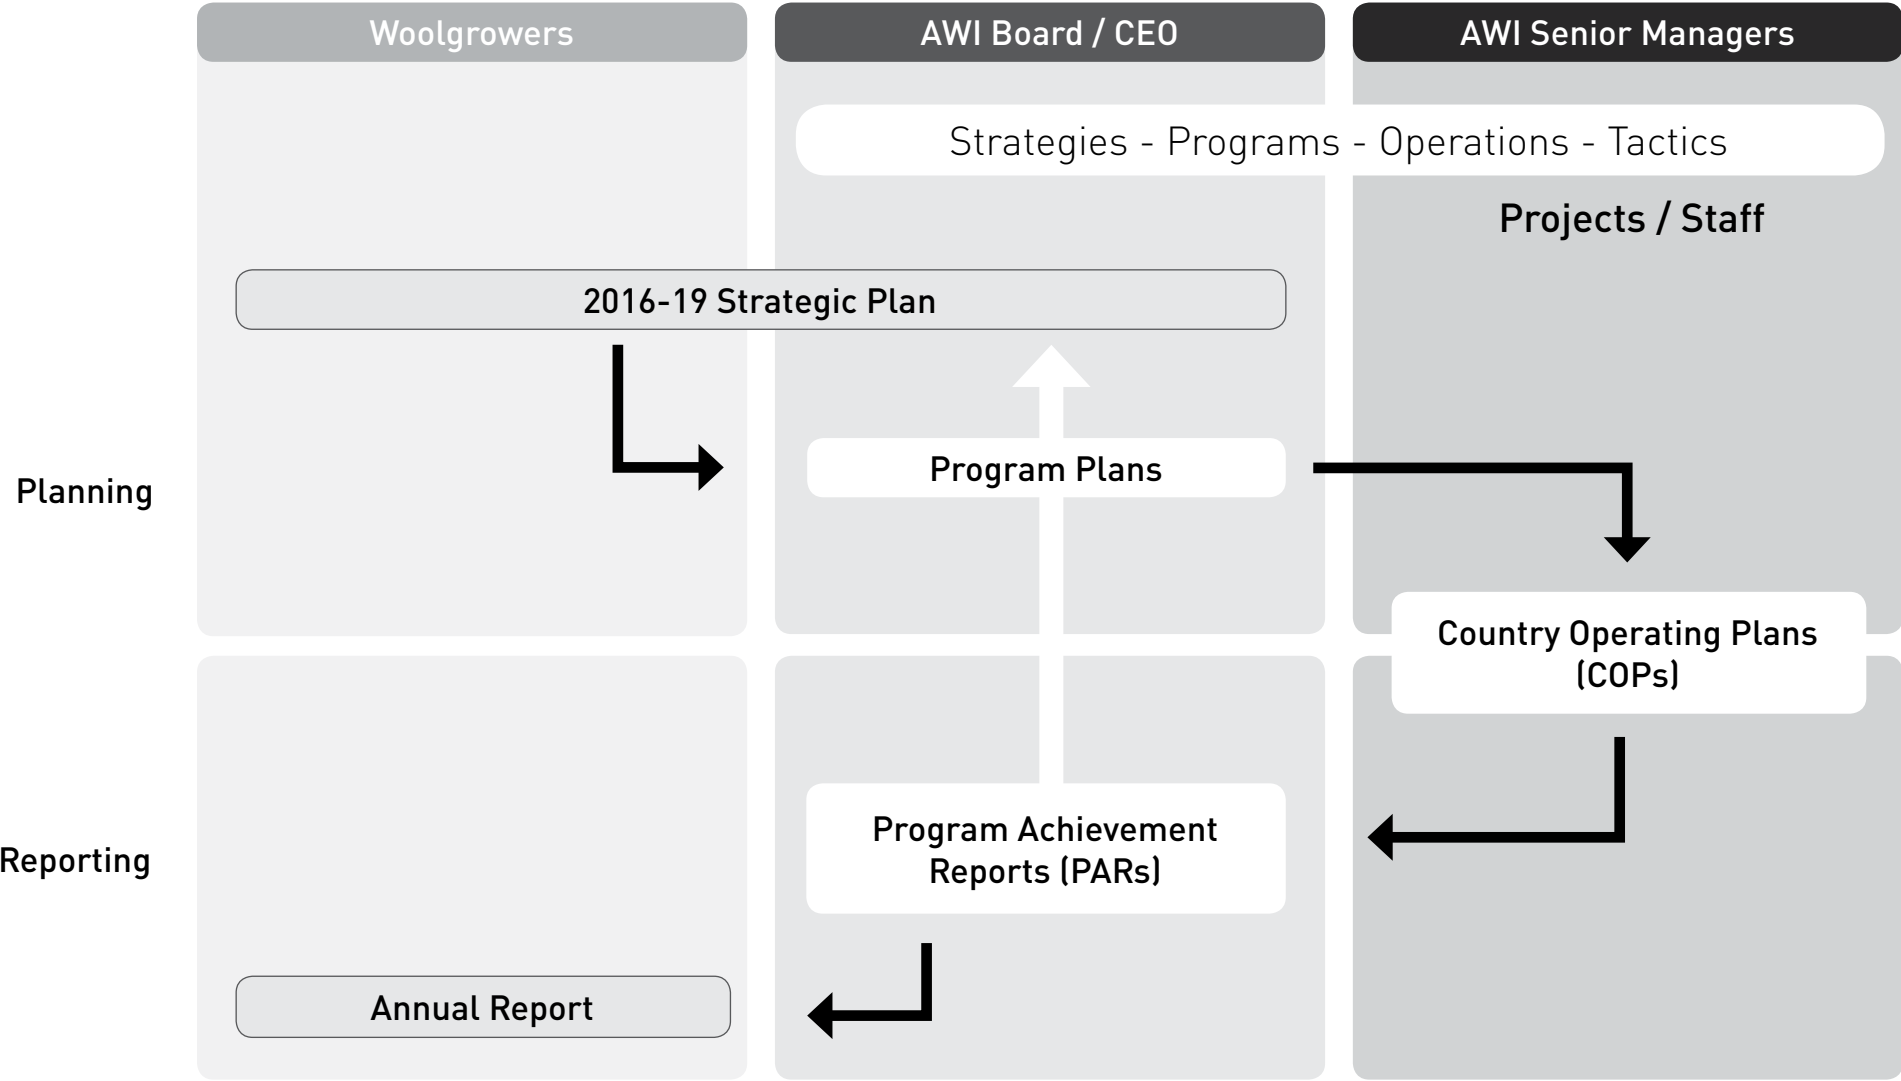 Woolgrowers
AWI Board / CEO
AWI Senior Managers
Strategies - Programs - Operations - Tactics
Projects / Staff
2016-19 Strategic Plan
Program Plans
Planning
Country Operating Plans
(COPs)
Program Achievement
Reports (PARs)
Reporting
Annual Report